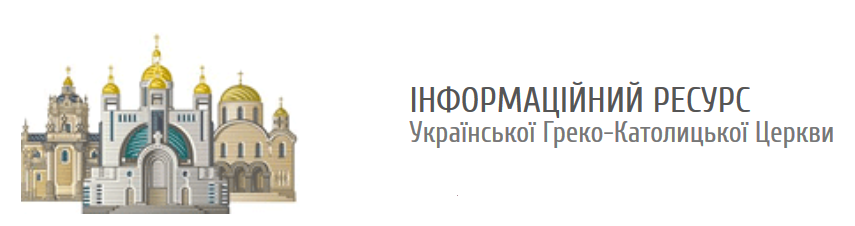 ІНФОРМАЦІЙНИЙ РЕСУРС
Української Греко-Католицької Церкви